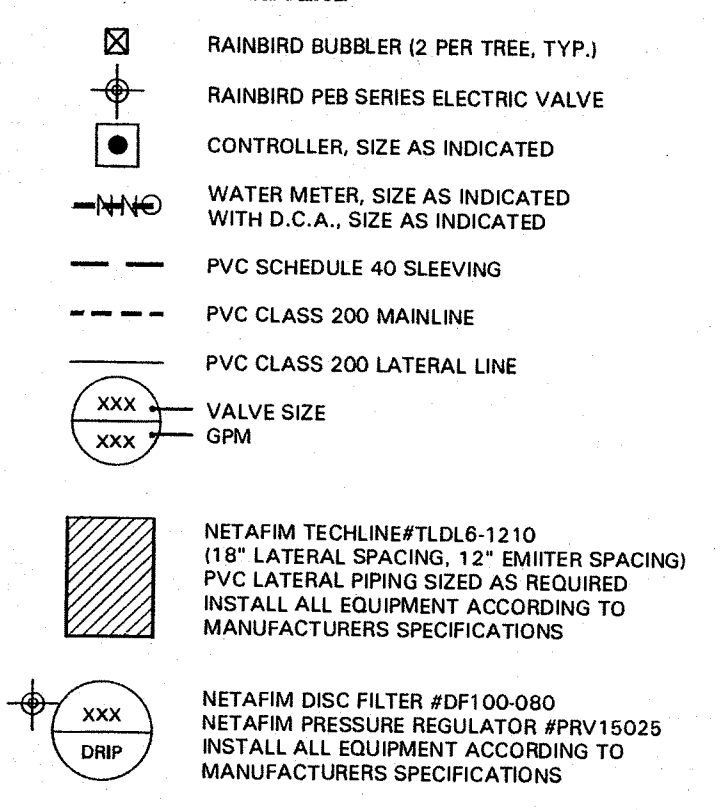 RAINBIRD BUBBLER (2 PER TREE, TYP.)
RAINBIRD PEB SERIES ELECTRIC VALVE
CONTROLLER, SIZE AS INDICATED
WATER METER, SIZE AS INDICATED
WITH D.C.A., SIZE AS INDICATED
PVC SCHEDULE 40 SLEEVING
PVC CLASS 200 MAINLINE
PVC CLASS 200 LATERAL LINE
XXX VALVE SIZE
XXX GPM
NETAFIM TECHLINE#TLDL6-1210
(18" LATERAL SPACING, 12" EMIITER SPACING)
PVC LATERAL PIPING SIZED AS REQUIRED
INSTALL ALL EQUIPMENT ACCORDING TO
MANUFACTURERS SPECIFICATIONS
XXX
DRIP
NETAFIM DISC FILTER #DF100-080
NETAFIM PRESSURE REGULATOR #PRV15025
INSTALL ALL EQUIPMENT ACCORDING TO
MANUFACTURERS SPECIFICATIONS